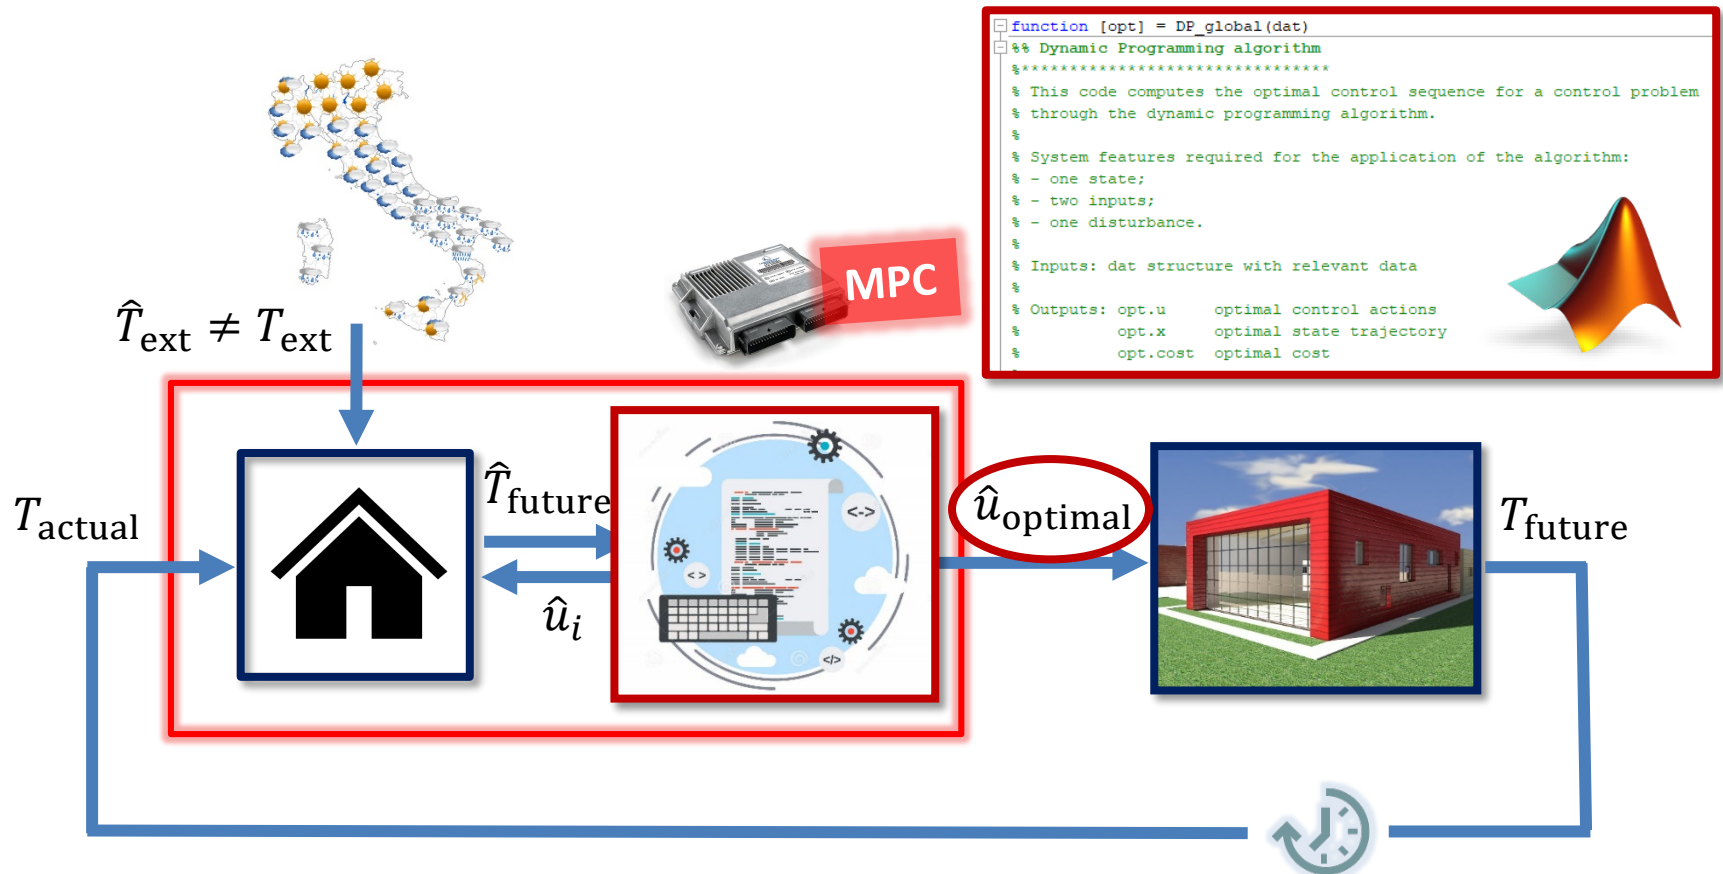 function [opt] = DP_global(dat)
%% Dynamic Programming algorithm
%********************************
% This code computes the optimal control sequence for a control problem
% through the dynamic programming algorithm.
%
% System features required for the application of the algorithm:
% - one state;
% - two inputs;
% - one disturbance.
%
% Inputs: dat structure with relevant data
%
% Outputs: opt.u     optimal control actions
%          opt.x     optimal state trajectory
%          opt.cost  optimal cost
MPC
T̂ext ≠ Text
Tactual
T̂future
ûi
<->
< >
</>
ûoptimal
Tfuture